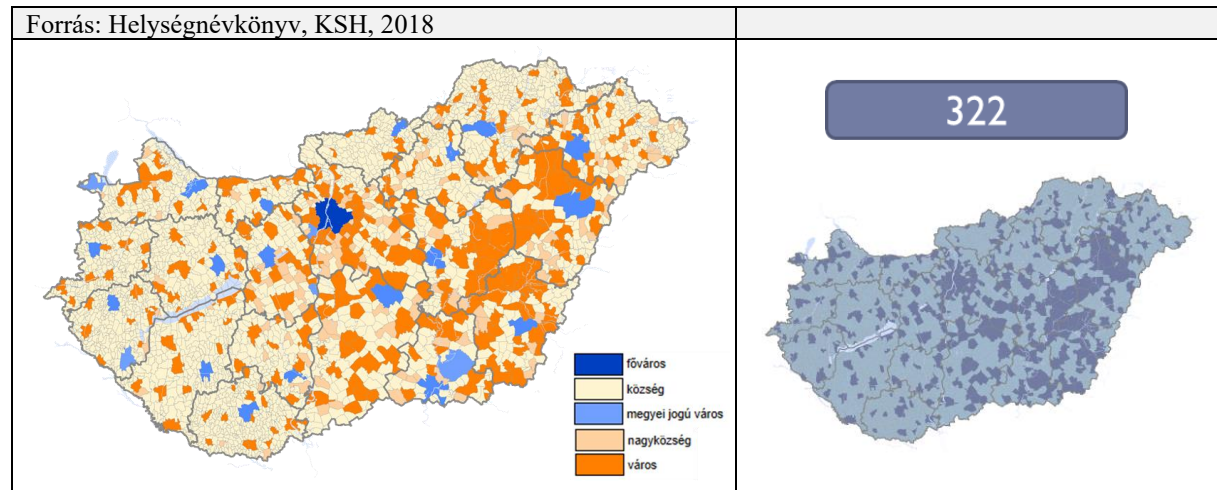 Forrás: Helységnévkönyv, KSH, 2018
322
főváros
község
megyei jogú város
nagyközség
város